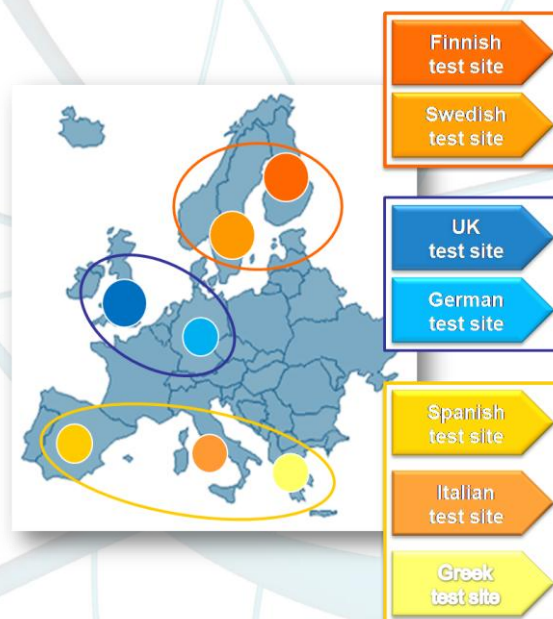 Finnish
test site
Swedish
test site
UK
test site
German
test site
Spanish
test site
Italian
test site
Greek
test site